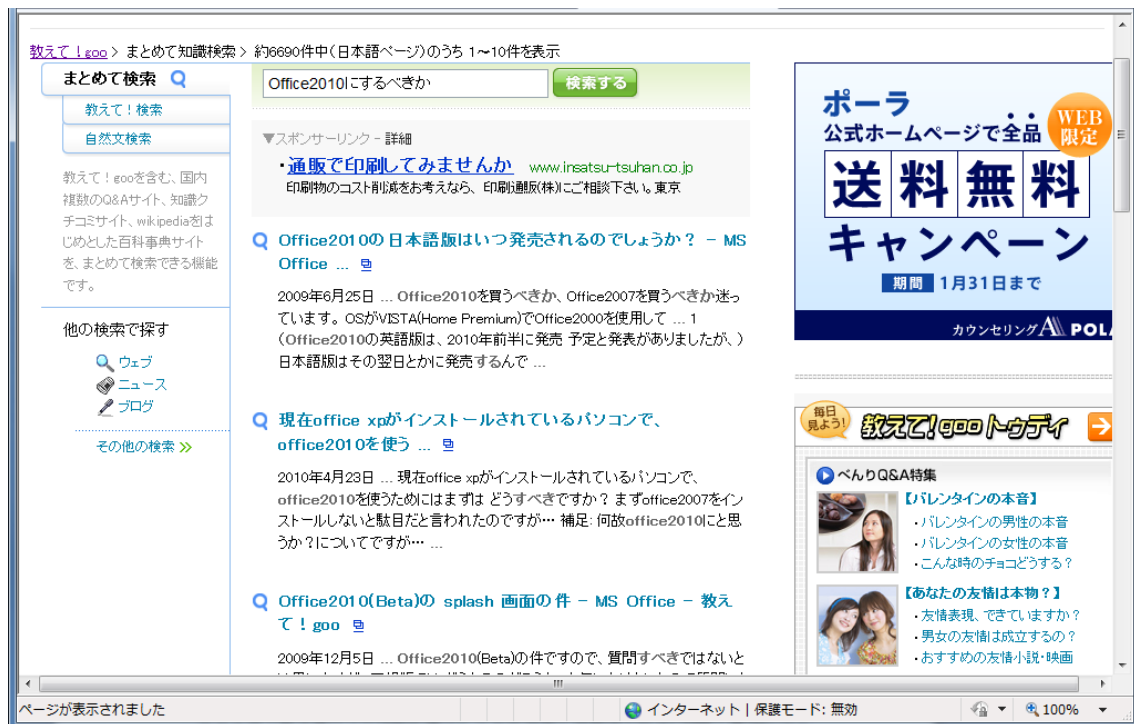 教えて！goo > まとめて知識検索 > 約6690件中(日本語ページ)のうち 1～10件を表示
まとめて検索
教えて！検索
自然文検索
教えて！gooを含む、国内
複数のQ&Aサイト、知識ク
チコミサイト、wikipediaをは
じめとした百科事典サイト
を、まとめて検索できる機能
です。
他の検索で探す
ウェブ
ニュース
ブログ
その他の検索 >>
Office2010にするべきか
検索する
▼スポンサーリンク - 詳細
・通販で印刷してみませんか www.insatsu-tsuhan.co.jp
印刷物のコスト削減をお考えなら、印刷通販(株)にご相談下さい。東京
Office2010の日本語版はいつ発売されるのでしょうか？ - MS
Office ...
2009年6月25日 ... Office2010を買うべきか、Office2007を買うべきか迷っ
ています。OSがVISTA(Home Premium)でOffice2000を使用して ... 1
(Office2010の英語版は、2010年前半に発売 予定と発表がありましたが、)
日本語版はその翌日とかに発売するんで ...
現在office xpがインストールされているパソコンで、
office2010を使う ...
2010年4月23日 ... 現在office xpがインストールされているパソコンで、
office2010を使うためにはまずは どうすべきですか？ まずoffice2007をイン
ストールしないと駄目だと言われたのですが… 補足: 何故office2010にと思
うか？についてですが… ...
Office2010(Beta)の splash 画面の件 - MS Office - 教え
て！goo
2009年12月5日 ... Office2010(Beta)の件ですので、質問すべきではないと
ポーラ
公式ホームページで全品
WEB
限定
送料無料
キャンペーン
期間 1月31日まで
カウンセリング POLA
毎日
見よう!
教えて!goo トゥディ
べんりQ&A特集
【バレンタインの本音】
・バレンタインの男性の本音
・バレンタインの女性の本音
・こんな時のチョコどうする？
【あなたの友情は本物？】
・友情表現、できていますか？
・男女の友情は成立するの？
・おすすめの友情小説・映画
ページが表示されました
インターネット | 保護モード: 無効
100%